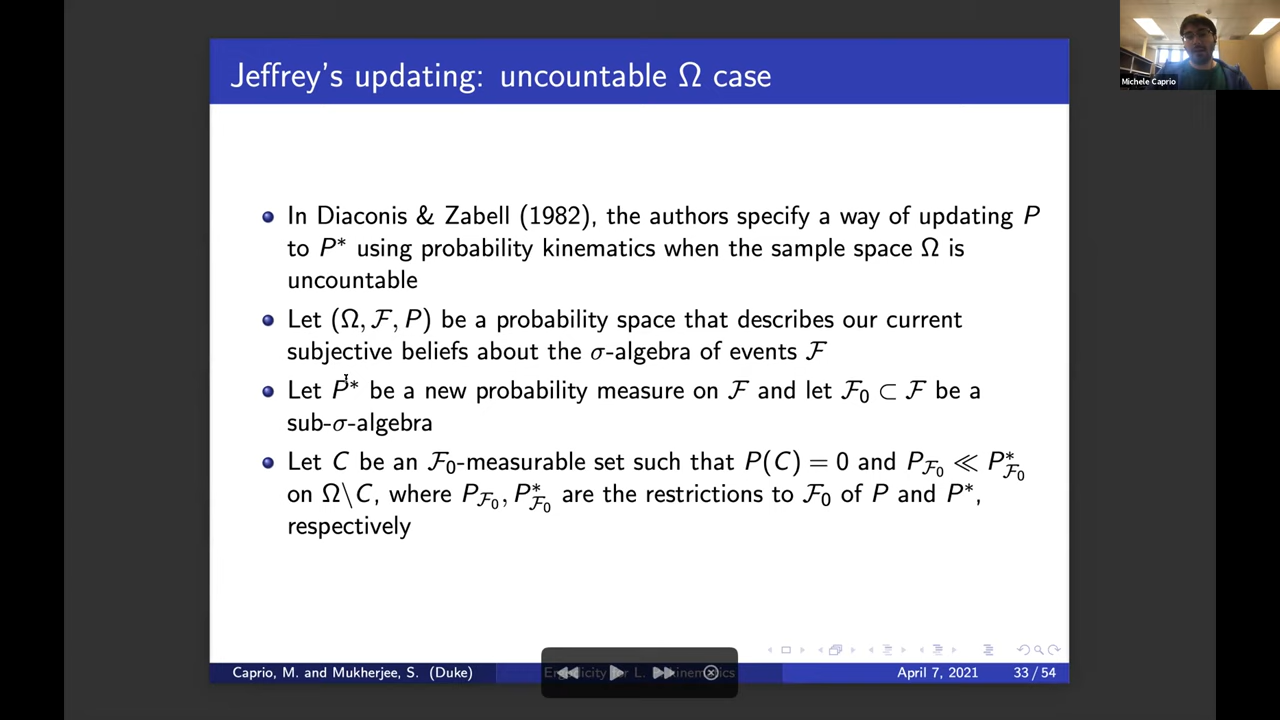 Jeffrey's updating: uncountable Ω case
Michele Caprio
In Diaconis & Zabell (1982), the authors specify a way of updating P
to P* using probability kinematics when the sample space Ω is
uncountable
Let (Ω, ℱ, P) be a probability space that describes our current
subjective beliefs about the σ-algebra of events ℱ
Let P* be a new probability measure on ℱ and let ℱ₀ ⊂ ℱ be a
sub-σ-algebra
Let C be an ℱ₀-measurable set such that P(C) = 0 and P_ℱ₀ ≪ P*_ℱ₀
on Ω\C, where P_ℱ₀, P*_ℱ₀ are the restrictions to ℱ₀ of P and P*,
respectively
Caprio, M. and Mukherjee, S. (Duke)
April 7, 2021
33 / 54